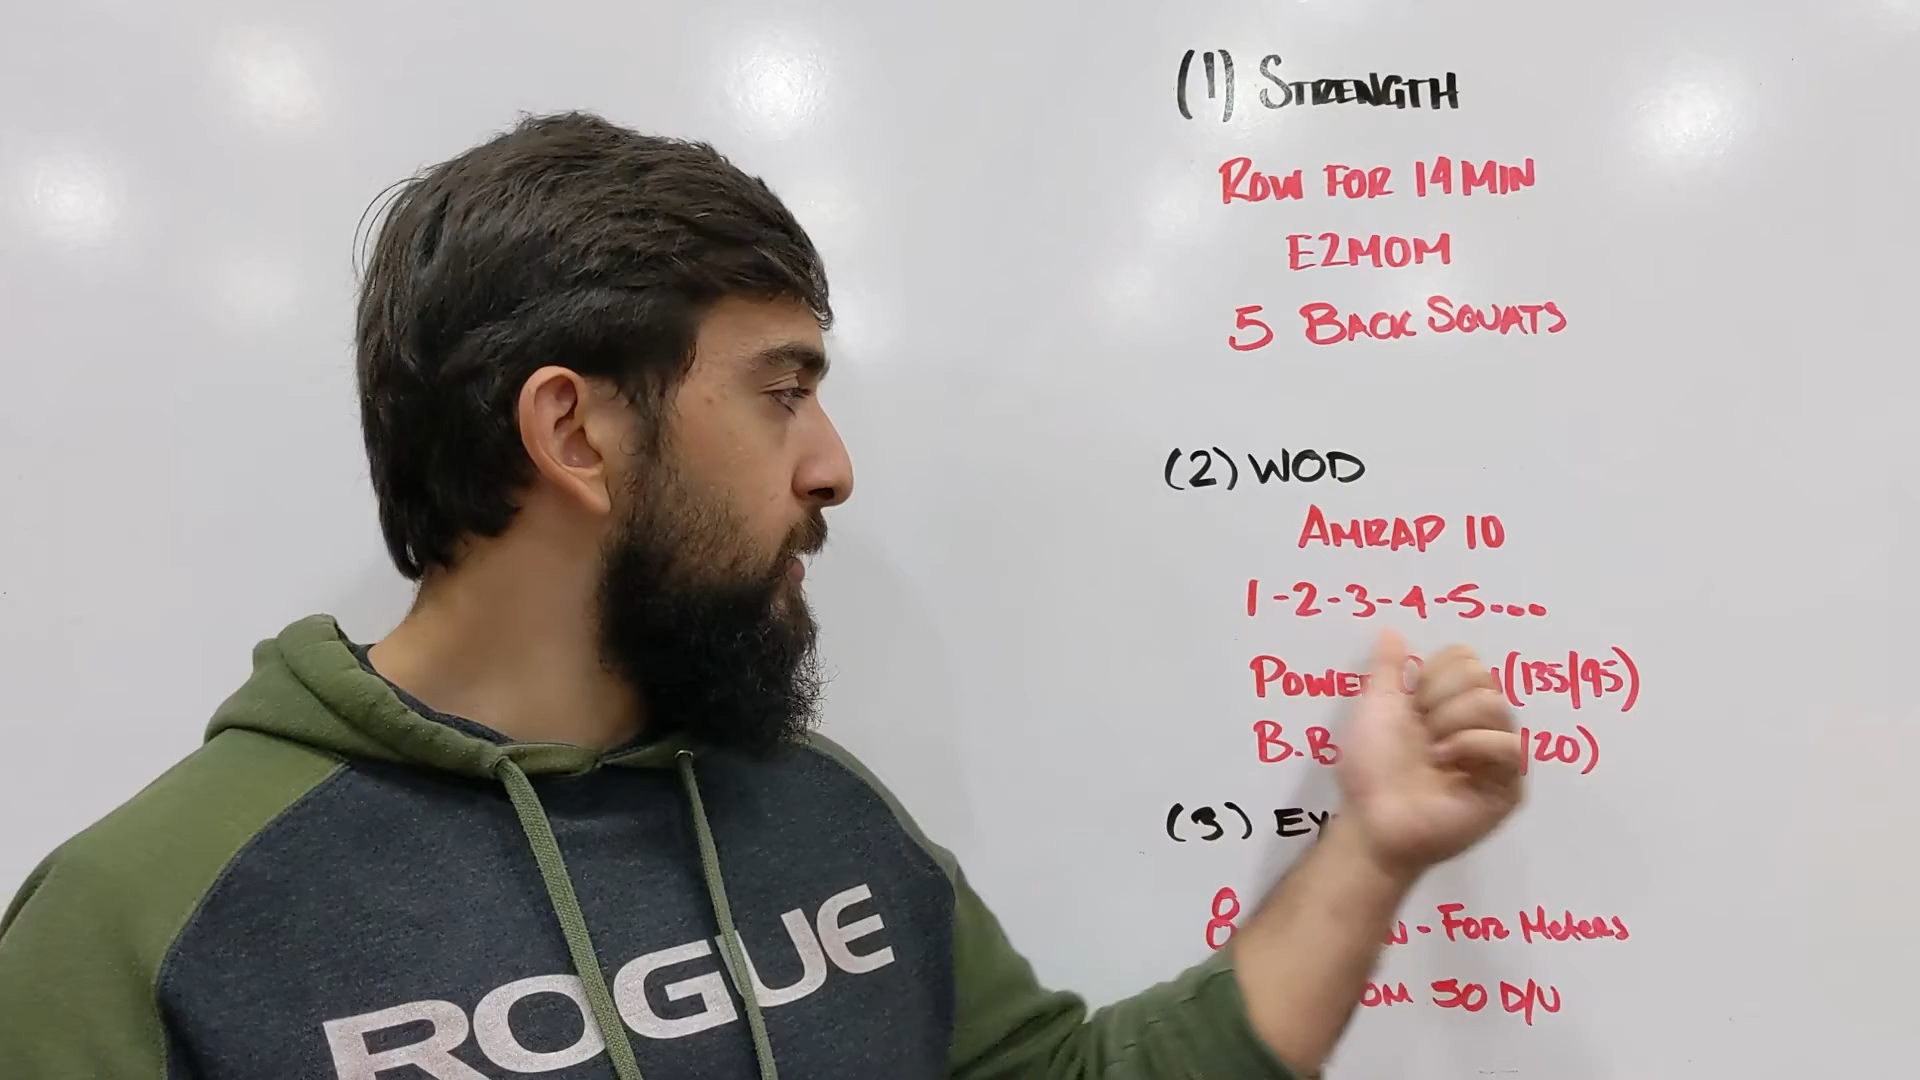 (1) STRENGTH
ROW FOR 14 MIN
E2MOM
5 BACK SQUATS
(2) WOD
AMRAP 10
1-2-3-4-5...
POWER (135/95)
B.B /20)
(3)
8 - FOR Meters
50 D/U
ROGUE